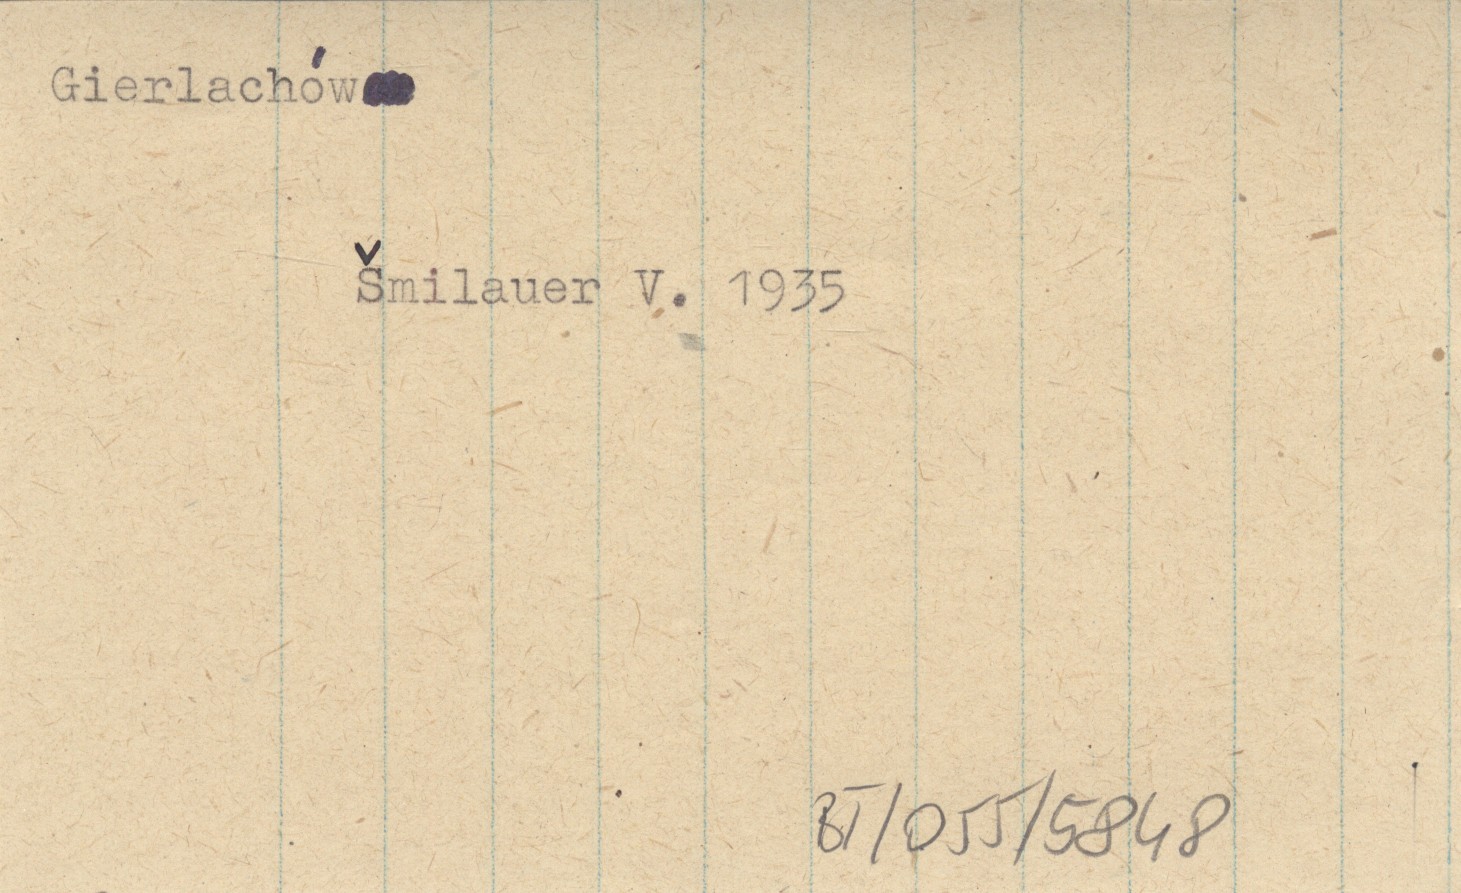 Gierlachów
Šmilauer V. 1935
BT/055/5848